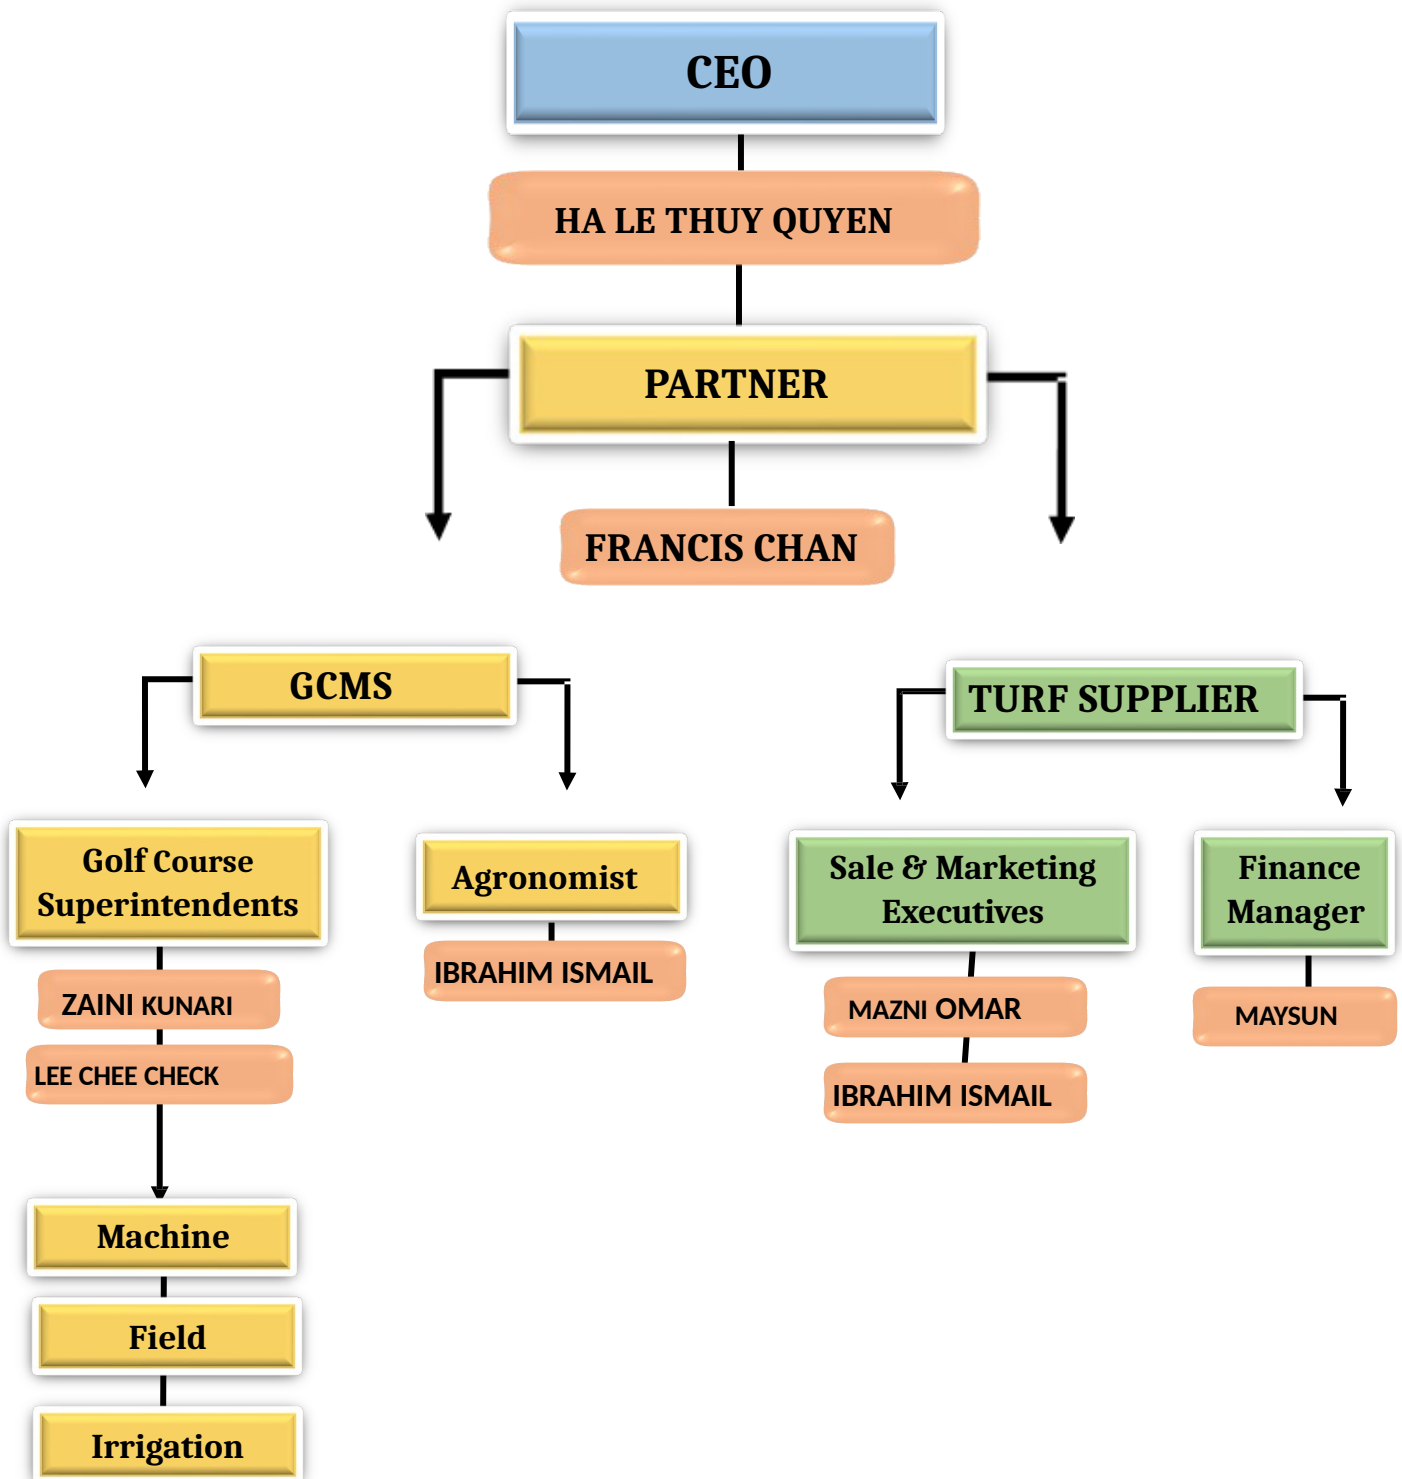 CEO
HA LE THUY QUYEN
PARTNER
FRANCIS CHAN
GCMS
TURF SUPPLIER
Golf Course
Superintendents
Agronomist
Sale & Marketing
Executives
Finance
Manager
ZAINI KUNARI
IBRAHIM ISMAIL
MAZNI OMAR
MAYSUN
LEE CHEE CHECK
IBRAHIM ISMAIL
Machine
Field
Irrigation